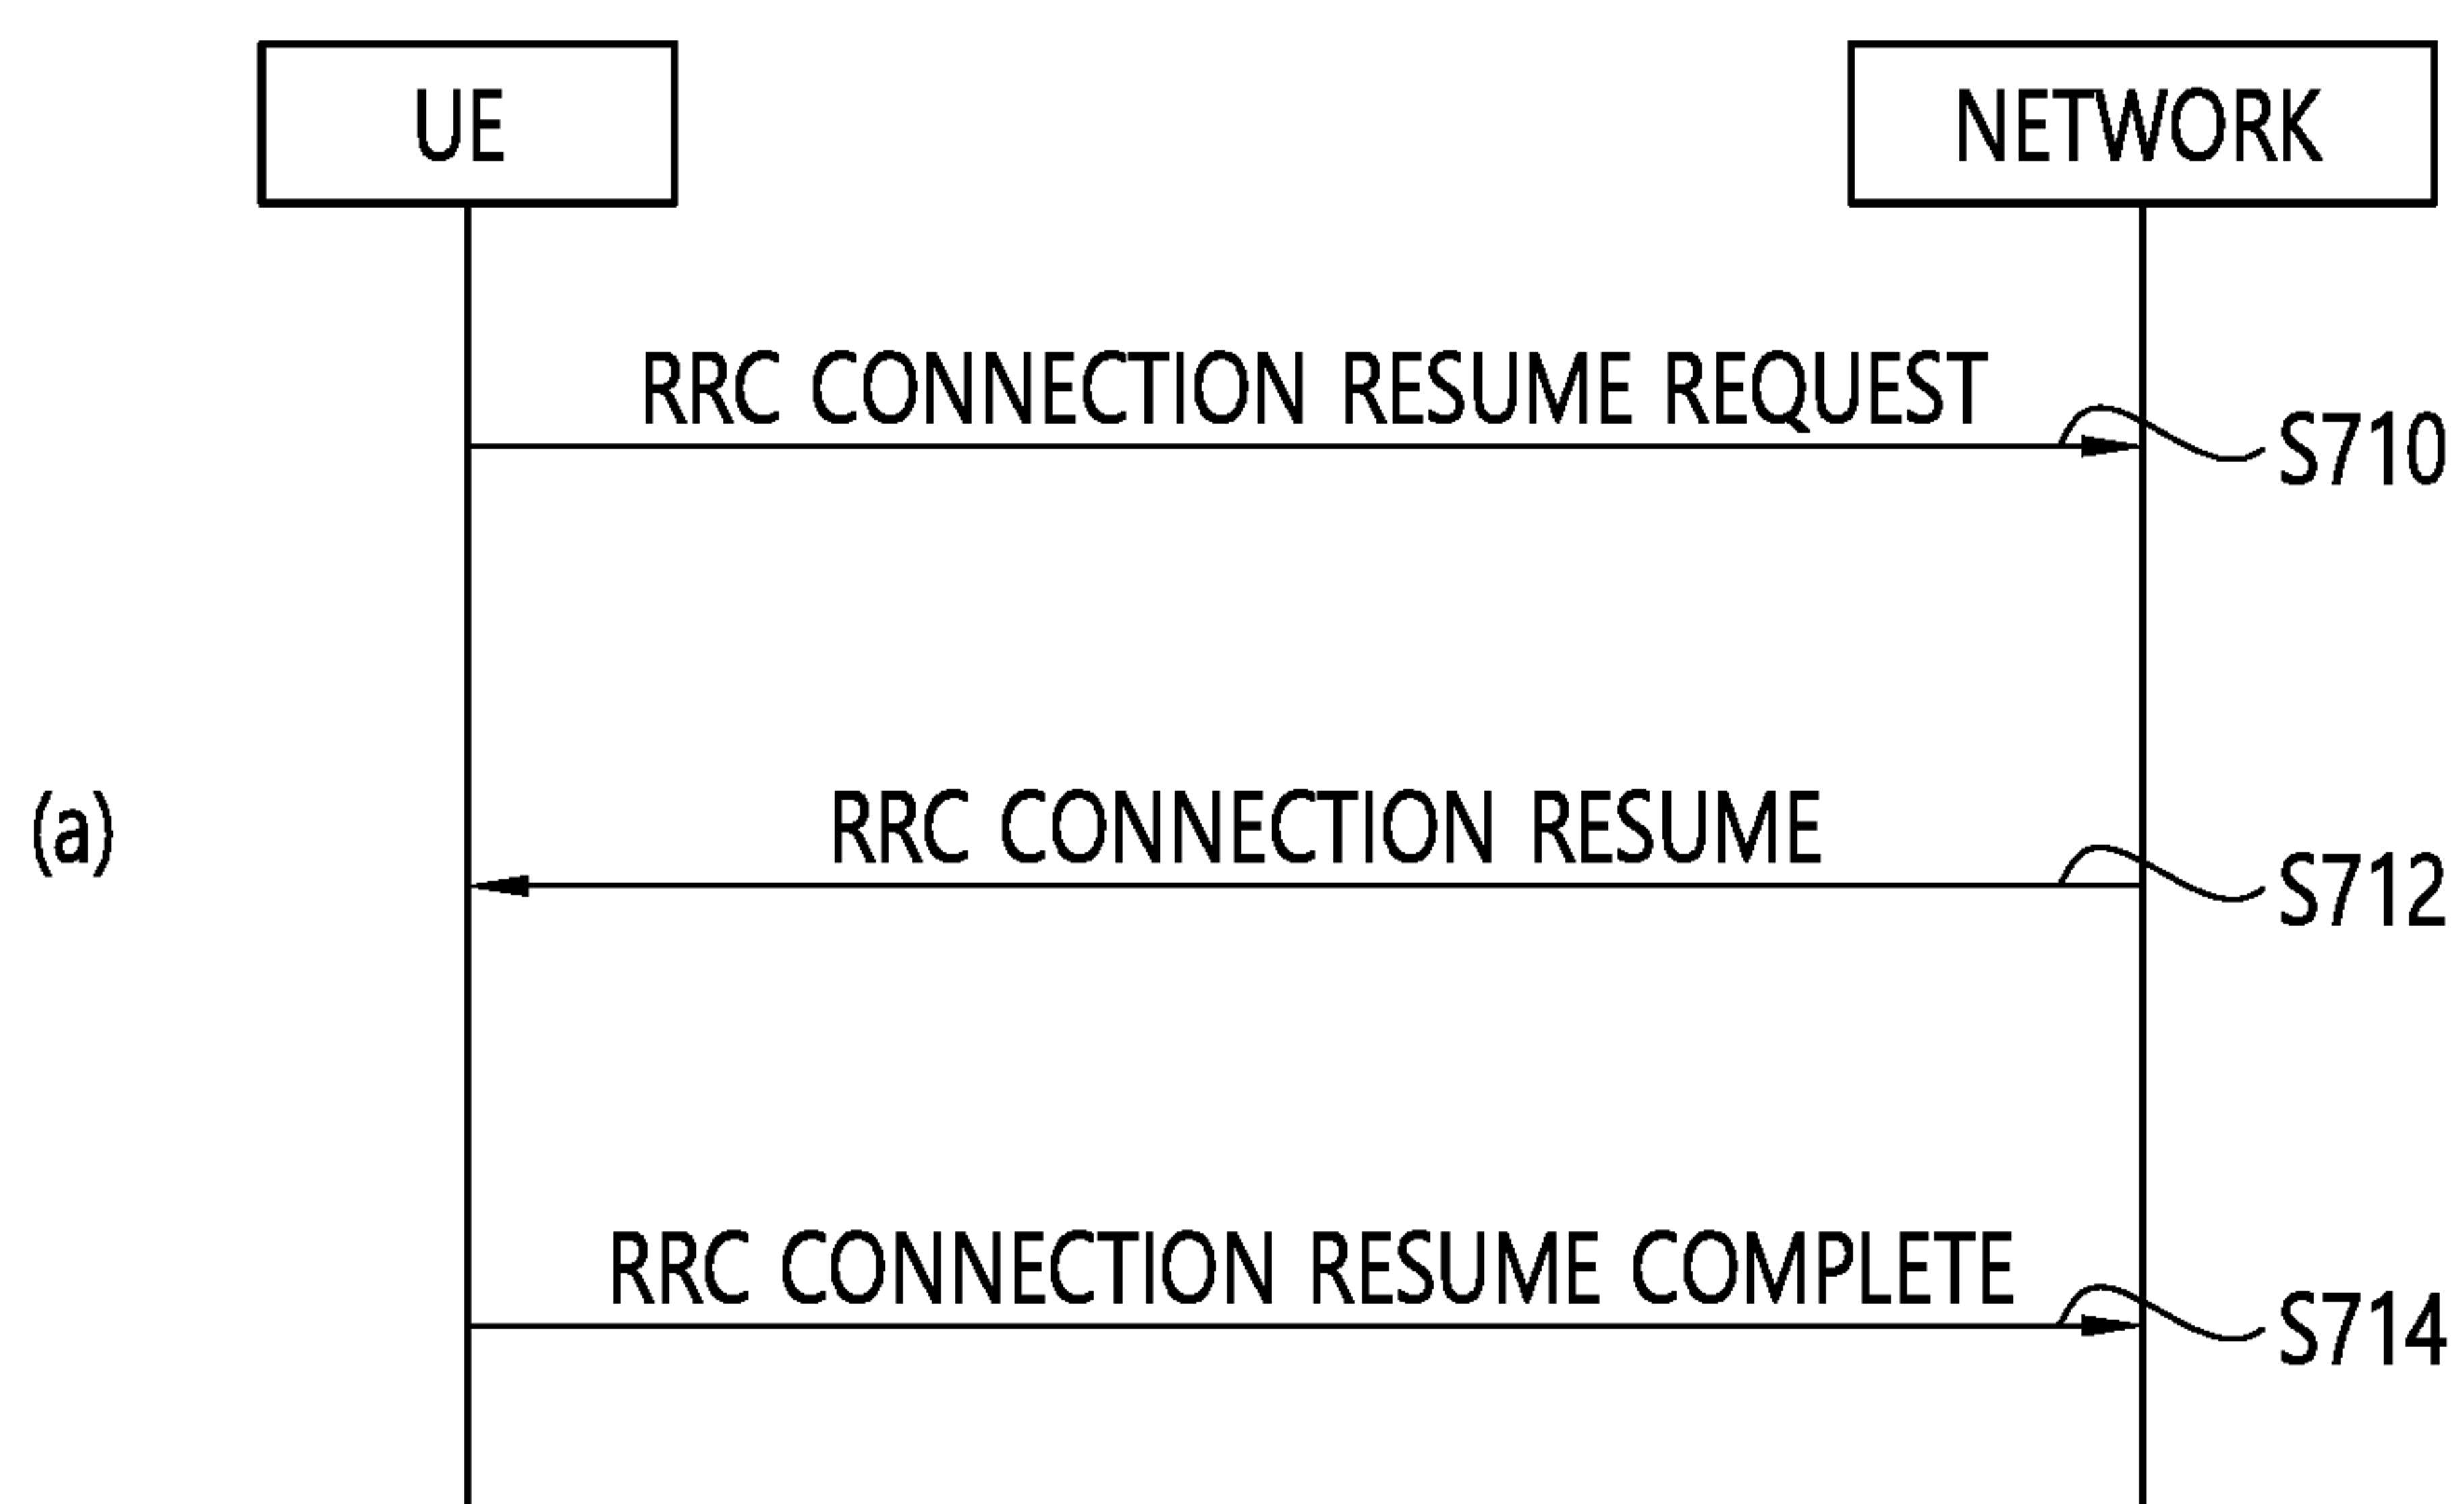 UE
NETWORK
RRC CONNECTION RESUME REQUEST
S710
(a)
RRC CONNECTION RESUME
S712
RRC CONNECTION RESUME COMPLETE
S714